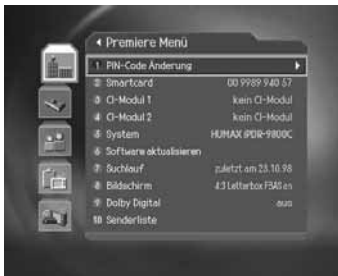 Premiere Menü
1 PIN-Code Änderung
2 Smartcard 00 9989 940 57
3 CI-Modul 1 kein CI-Modul
4 CI-Modul 2 kein CI-Modul
5 System HUMAX iPDR-9800C
6 Software aktualisieren
7 Suchlauf zuletzt am 23.10.98
8 Bildschirm 4:3 Letterbox FBAS an
9 Dolby Digital aus
10 Senderliste